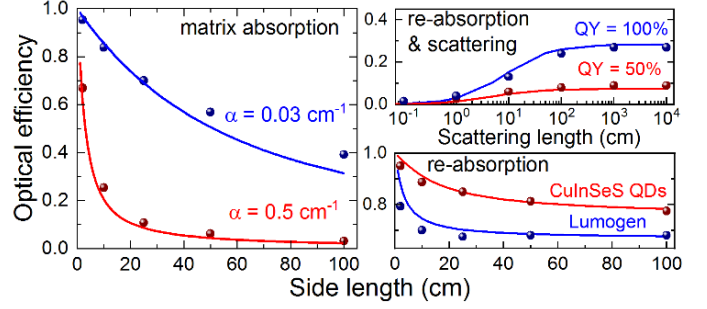 1.0
0.8
0.6
0.4
0.2
0.0
Optical efficiency
matrix absorption
α = 0.03 cm⁻¹
α = 0.5 cm⁻¹
0 20 40 60 80 100
Side length (cm)
0.4
0.2
0.0
re-absorption
& scattering
QY = 100%
QY = 50%
10⁻¹ 10⁰ 10¹ 10² 10³ 10⁴
Scattering length (cm)
1.0
0.8
re-absorption
CuInSeS QDs
Lumogen
0 20 40 60 80 100